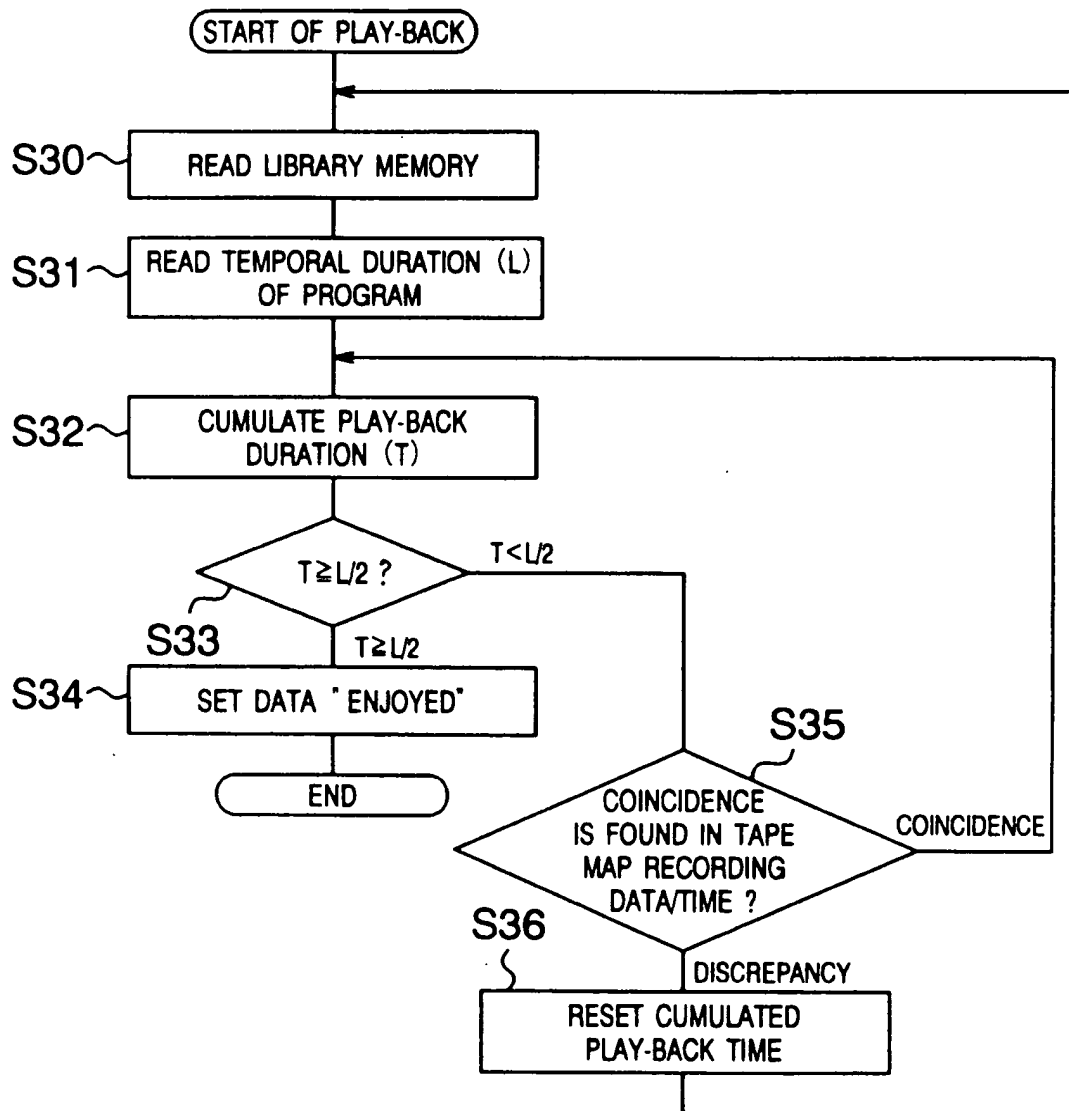 START OF PLAY-BACK
S30
READ LIBRARY MEMORY
S31
READ TEMPORAL DURATION (L)
OF PROGRAM
S32
CUMULATE PLAY-BACK
DURATION (T)
T≧L/2 ?
T<L/2
S33
T≧L/2
S34
SET DATA "ENJOYED"
END
S35
COINCIDENCE
IS FOUND IN TAPE
MAP RECORDING
DATA/TIME ?
COINCIDENCE
S36
DISCREPANCY
RESET CUMULATED
PLAY-BACK TIME